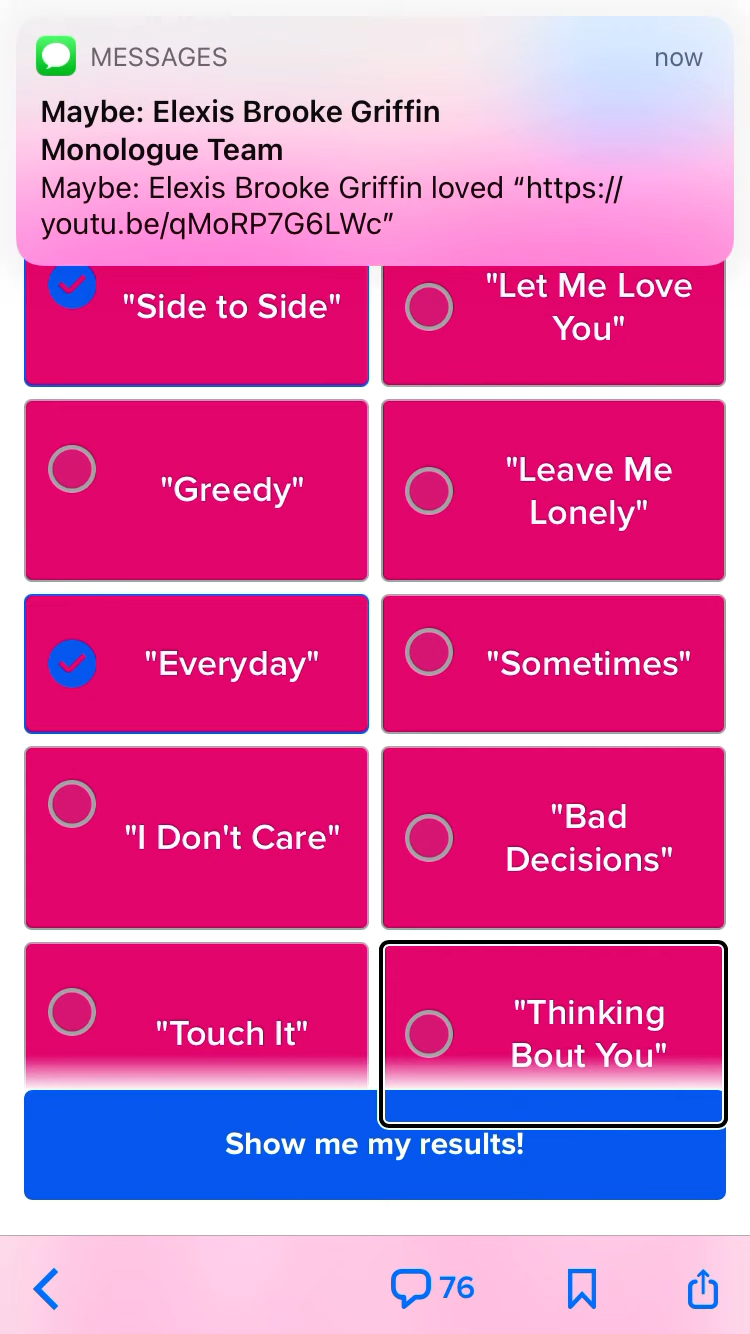 MESSAGES
now
Maybe: Elexis Brooke Griffin
Monologue Team
Maybe: Elexis Brooke Griffin loved “https://
youtu.be/qMoRP7G6LWc”
"Side to Side"
"Let Me Love
You"
"Greedy"
"Leave Me
Lonely"
"Everyday"
"Sometimes"
"I Don't Care"
"Bad
Decisions"
"Touch It"
"Thinking
Bout You"
Show me my results!
76